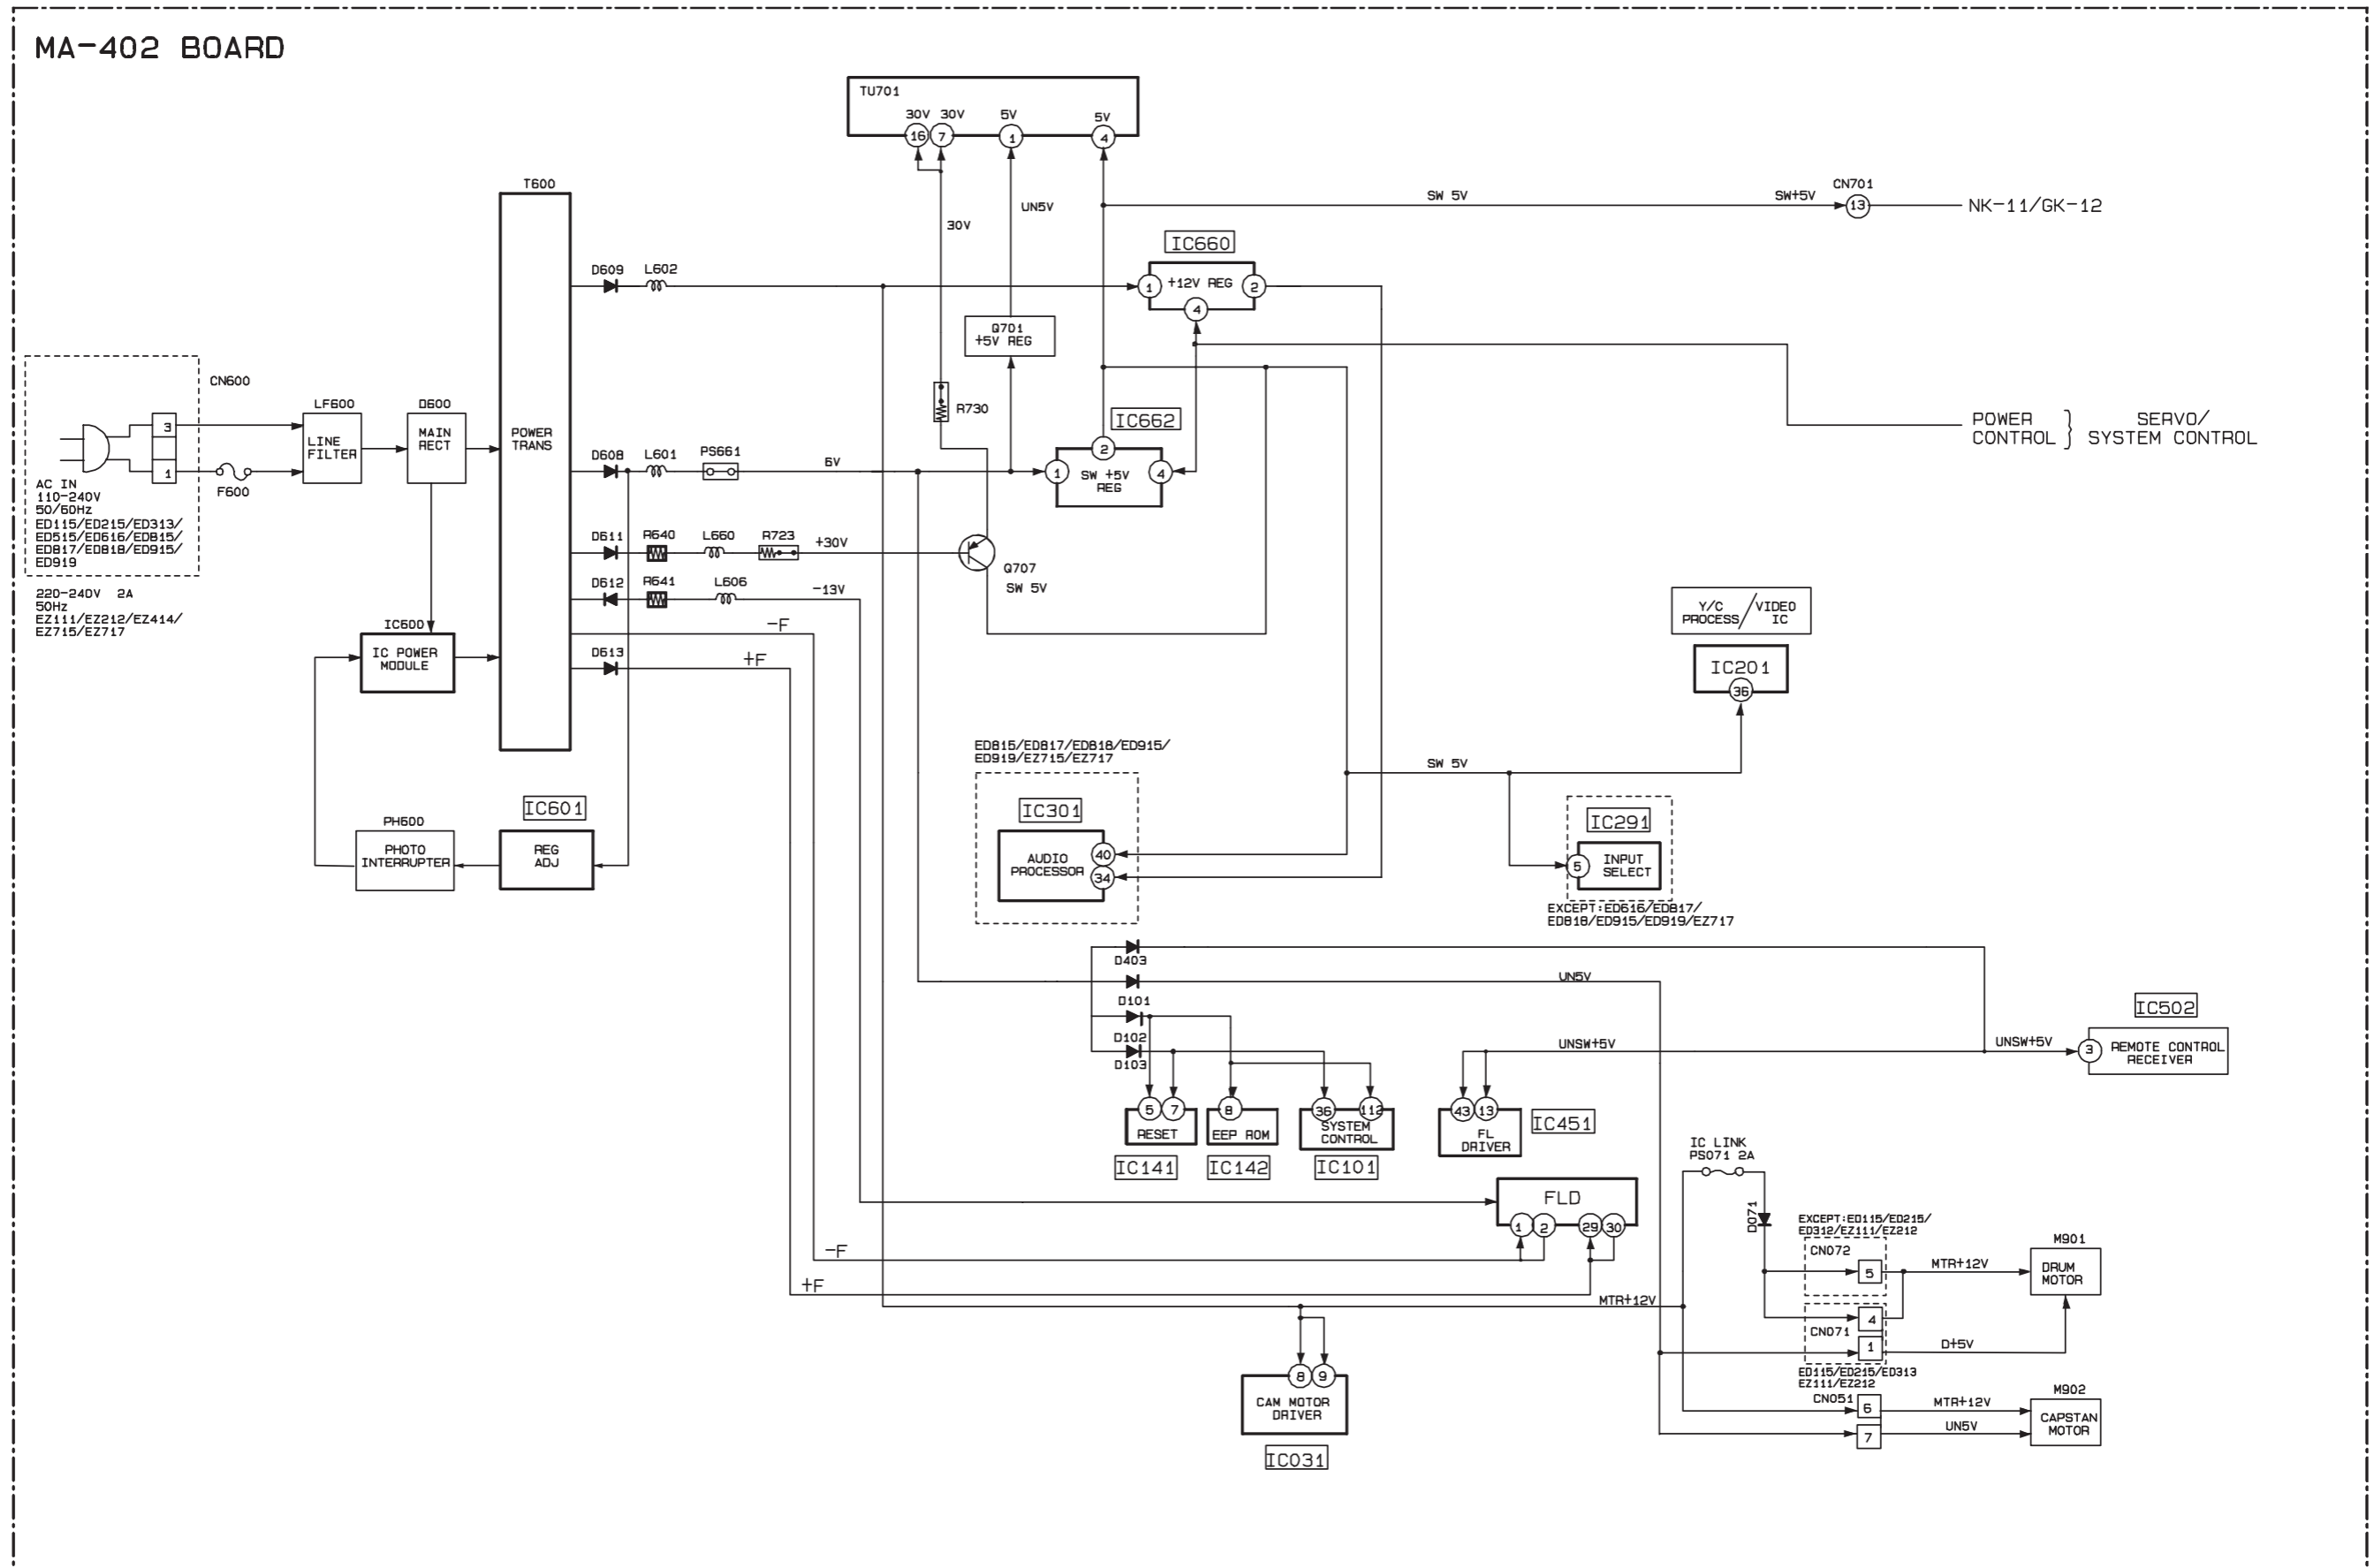 MA-402 BOARD
TU701
30V 30V 5V 5V
16 7 1 4
T600
POWER
TRANS
UN5V
30V
SW 5V
SW+5V
CN701
13
NK-11/GK-12
IC660
1 +12V REG 2
4
D609 L602
Q701
+5V REG
CN600
3
1
F600
LF600
LINE
FILTER
D600
MAIN
RECT
AC IN
110-240V
50/60Hz
ED115/ED215/ED313/
ED515/ED616/ED815/
ED817/ED818/ED915/
ED919
220-240V 2A
50Hz
EZ111/EZ212/EZ414/
EZ715/EZ717
R730
IC662
2
1 SW +5V 4
REG
POWER
CONTROL
SERVO/
SYSTEM CONTROL
D608 L601 PS661 6V
D611 R640 L660 R723 +30V
Q707
SW 5V
D612 R641 L606 -13V
-F
D613 +F
IC600
IC POWER
MODULE
PH600
PHOTO
INTERRUPTER
IC601
REG
ADJ
Y/C
PROCESS/VIDEO
IC
IC201
36
SW 5V
ED815/ED817/ED818/ED915/
ED919/EZ715/EZ717
IC301
AUDIO
PROCESSOR
40
34
IC291
5 INPUT
SELECT
EXCEPT:ED616/ED817/
ED818/ED915/ED919/EZ717
D403
UN5V
D101
D102
D103
UNSW+5V
UNSW+5V
IC502
3 REMOTE CONTROL
RECEIVER
5 7
RESET
IC141
8
EEP ROM
IC142
36 112
SYSTEM
CONTROL
IC101
43 13
FL
DRIVER
IC451
FLD
1 2 29 30
-F
+F
MTR+12V
8 9
CAM MOTOR
DRIVER
IC031
IC LINK
PS071 2A
D071
EXCEPT:ED115/ED215/
ED312/EZ111/EZ212
CN072
5
MTR+12V
M901
DRUM
MOTOR
CN071
4
1
D+5V
ED115/ED215/ED313
EZ111/EZ212
CN051
6
7
MTR+12V
UN5V
M902
CAPSTAN
MOTOR